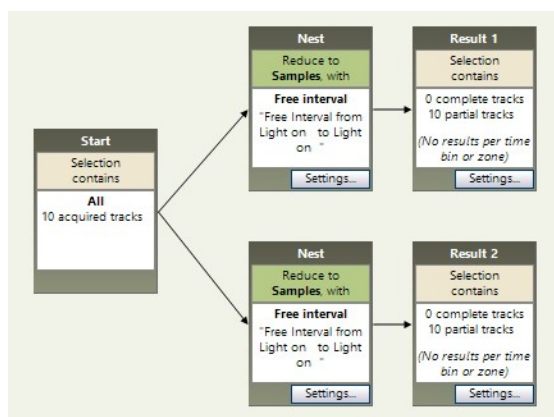 Start
Selection
contains
All
10 acquired tracks
Nest
Reduce to
Samples, with
Free interval
"Free Interval from
Light on to Light
on "
Settings...
Result 1
Selection
contains
0 complete tracks
10 partial tracks
(No results per time
bin or zone)
Settings...
Nest
Reduce to
Samples, with
Free interval
"Free Interval from
Light on to Light
on "
Settings...
Result 2
Selection
contains
0 complete tracks
10 partial tracks
(No results per time
bin or zone)
Settings...